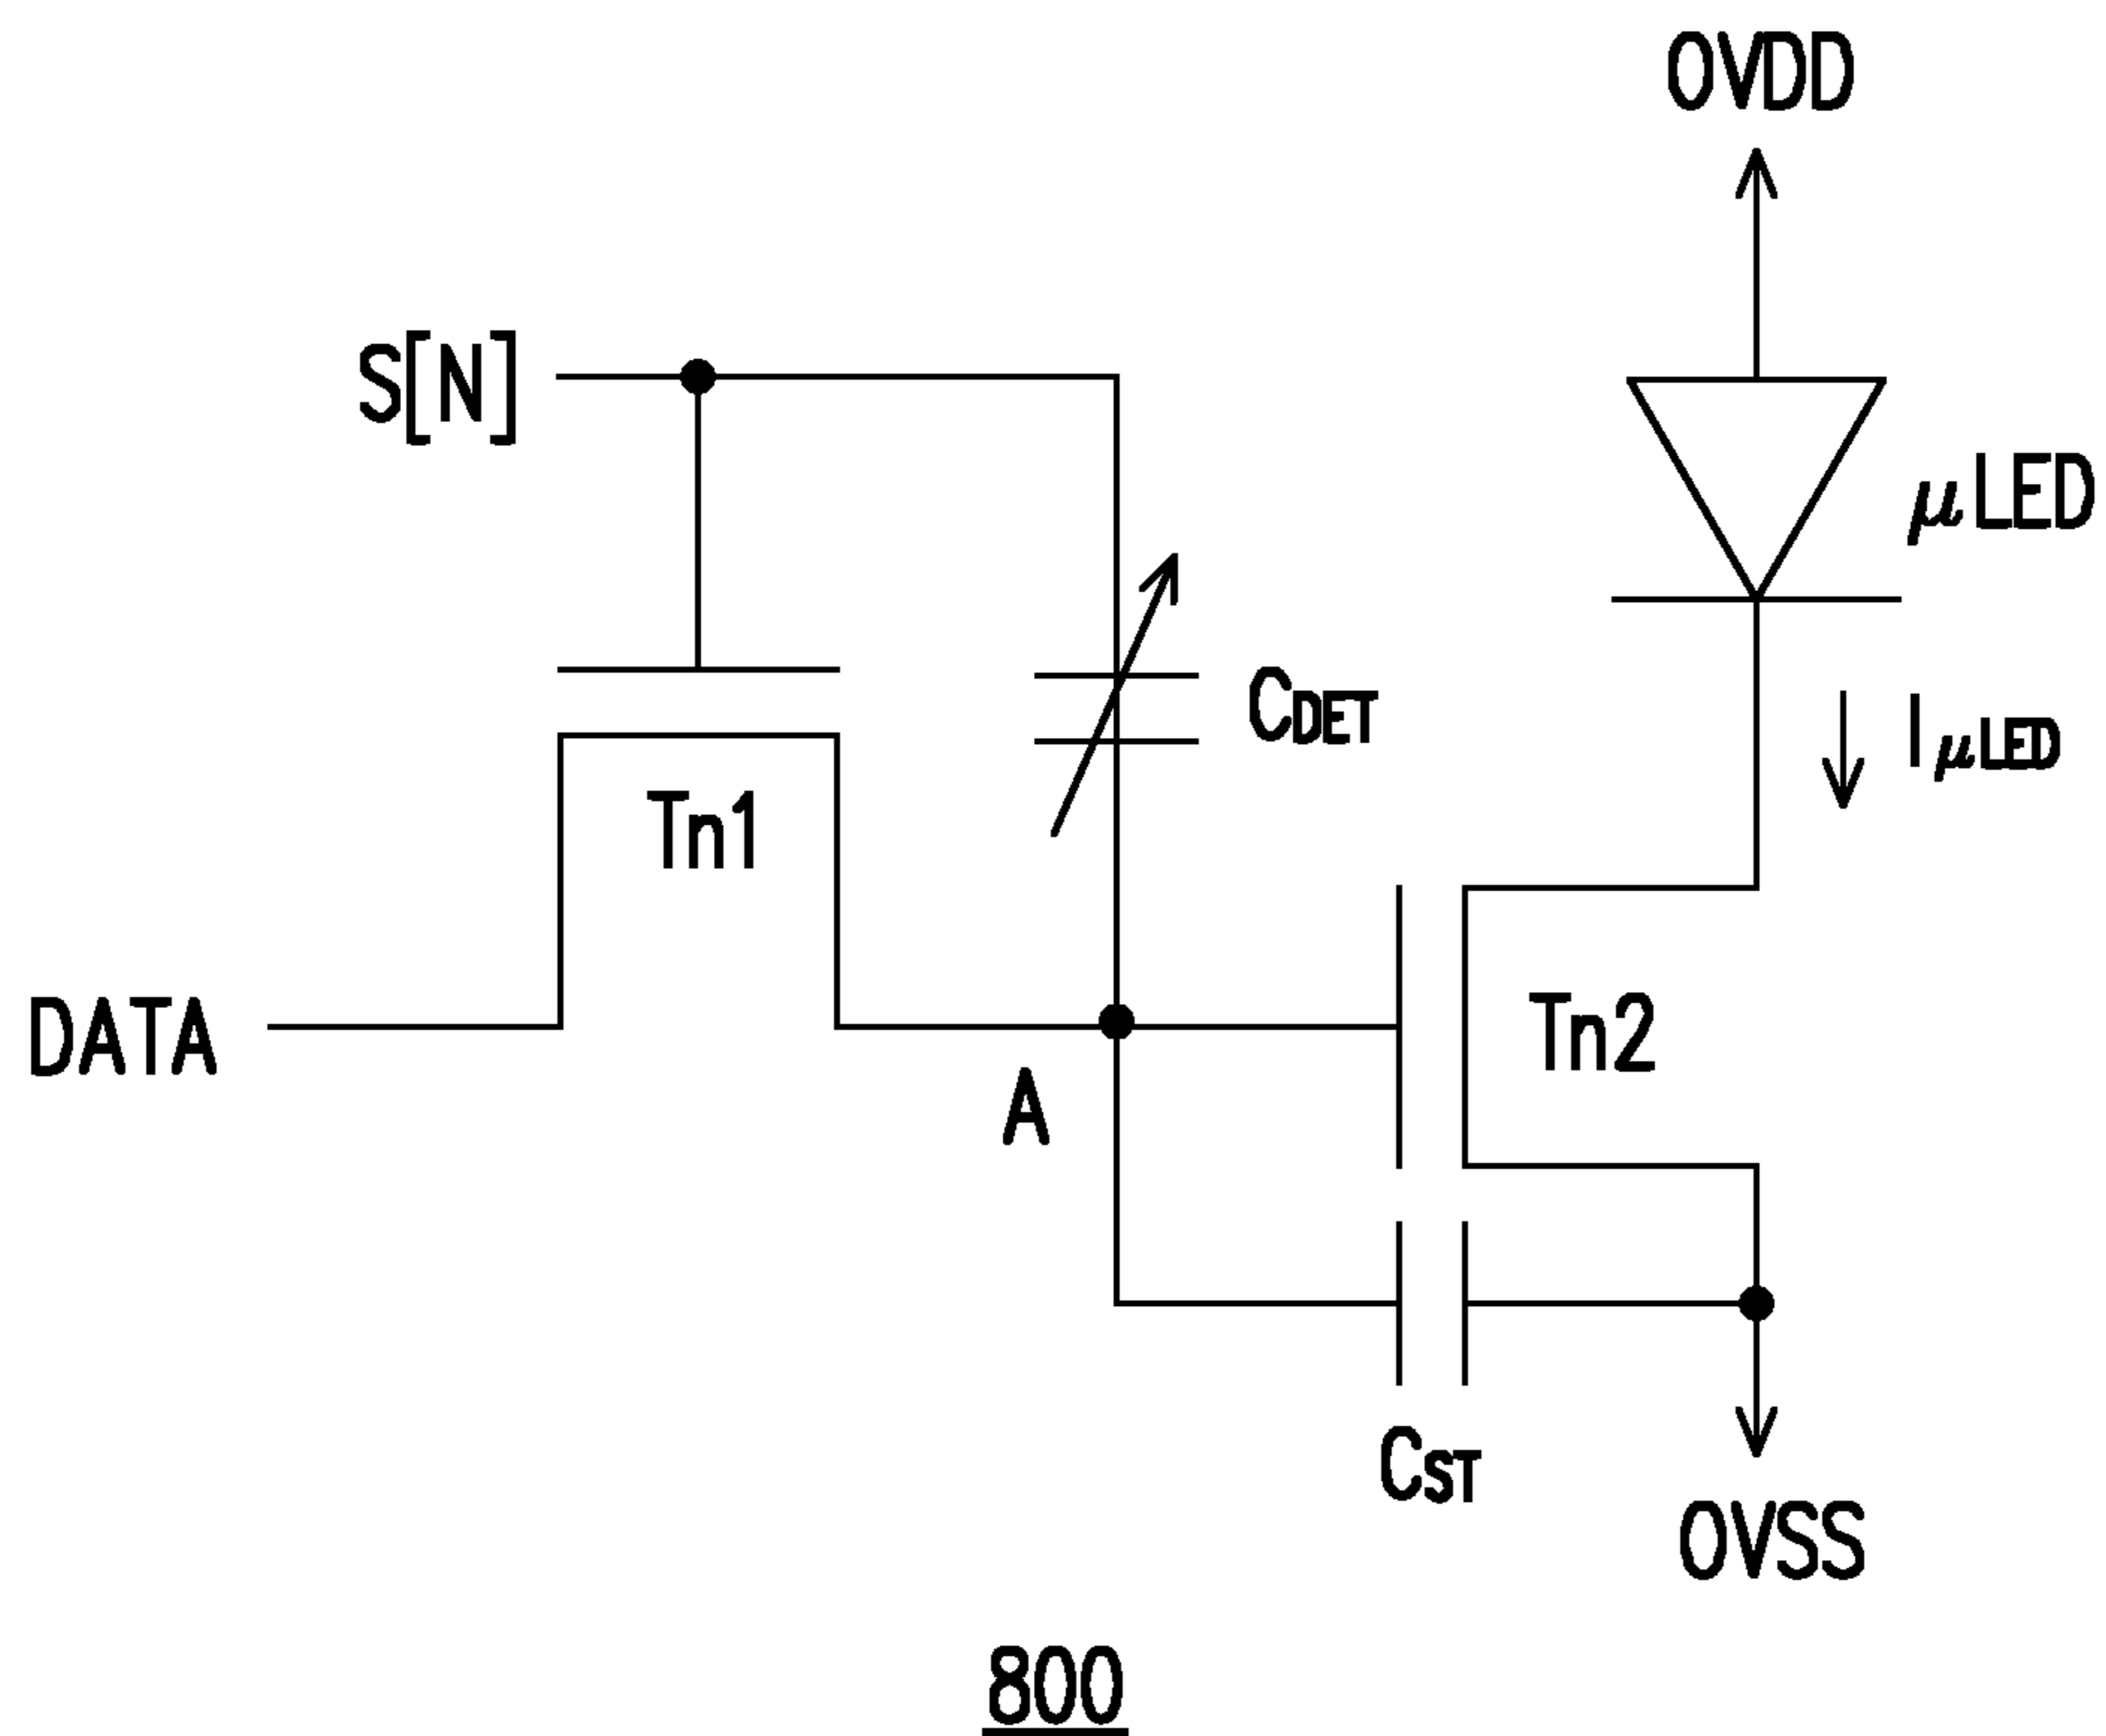 OVDD
S[N]
μLED
CDET
IμLED
Tn1
DATA
Tn2
A
CST
OVSS
800